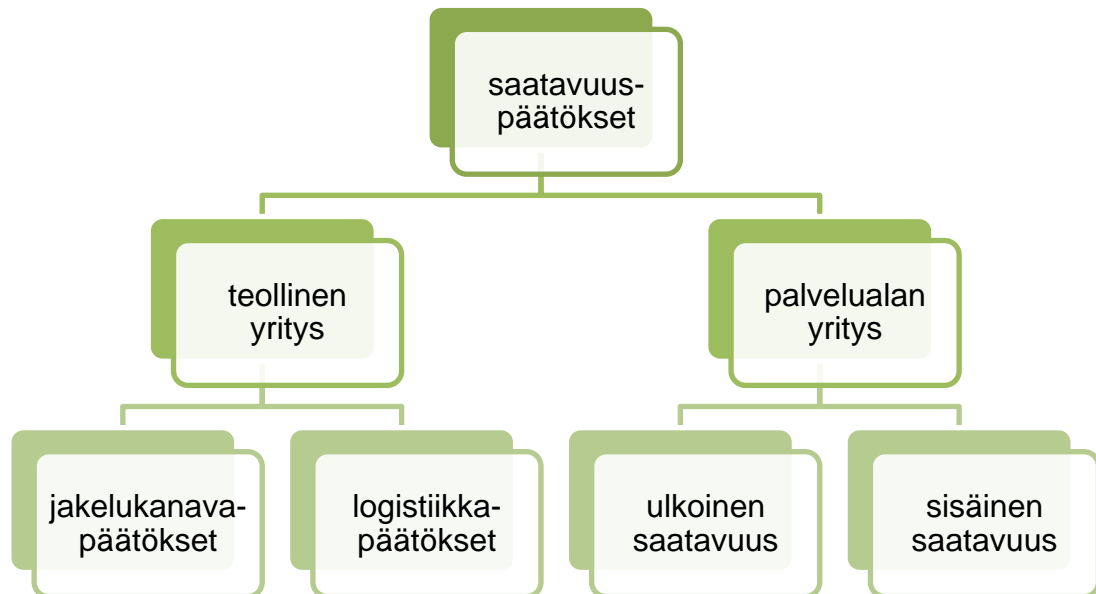 saatavuus-
päätökset
teollinen
yritys
palvelualan
yritys
jakelukanava-
päätökset
logistiikka-
päätökset
ulkoinen
saatavuus
sisäinen
saatavuus